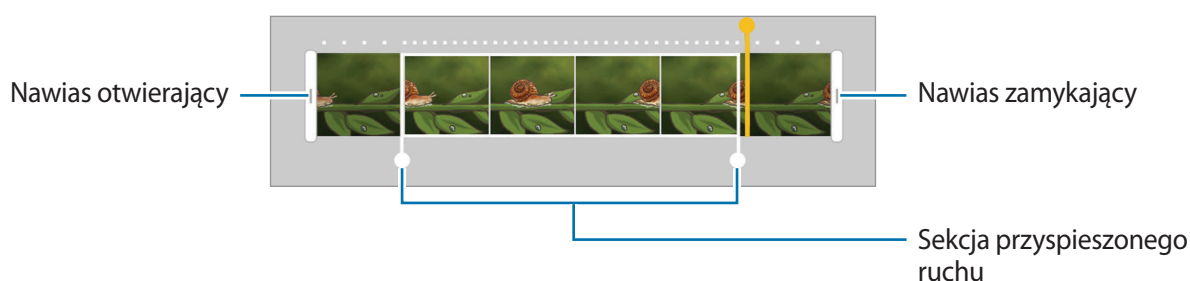 Nawias otwierający
Nawias zamykający
Sekcja przyspieszonego
ruchu